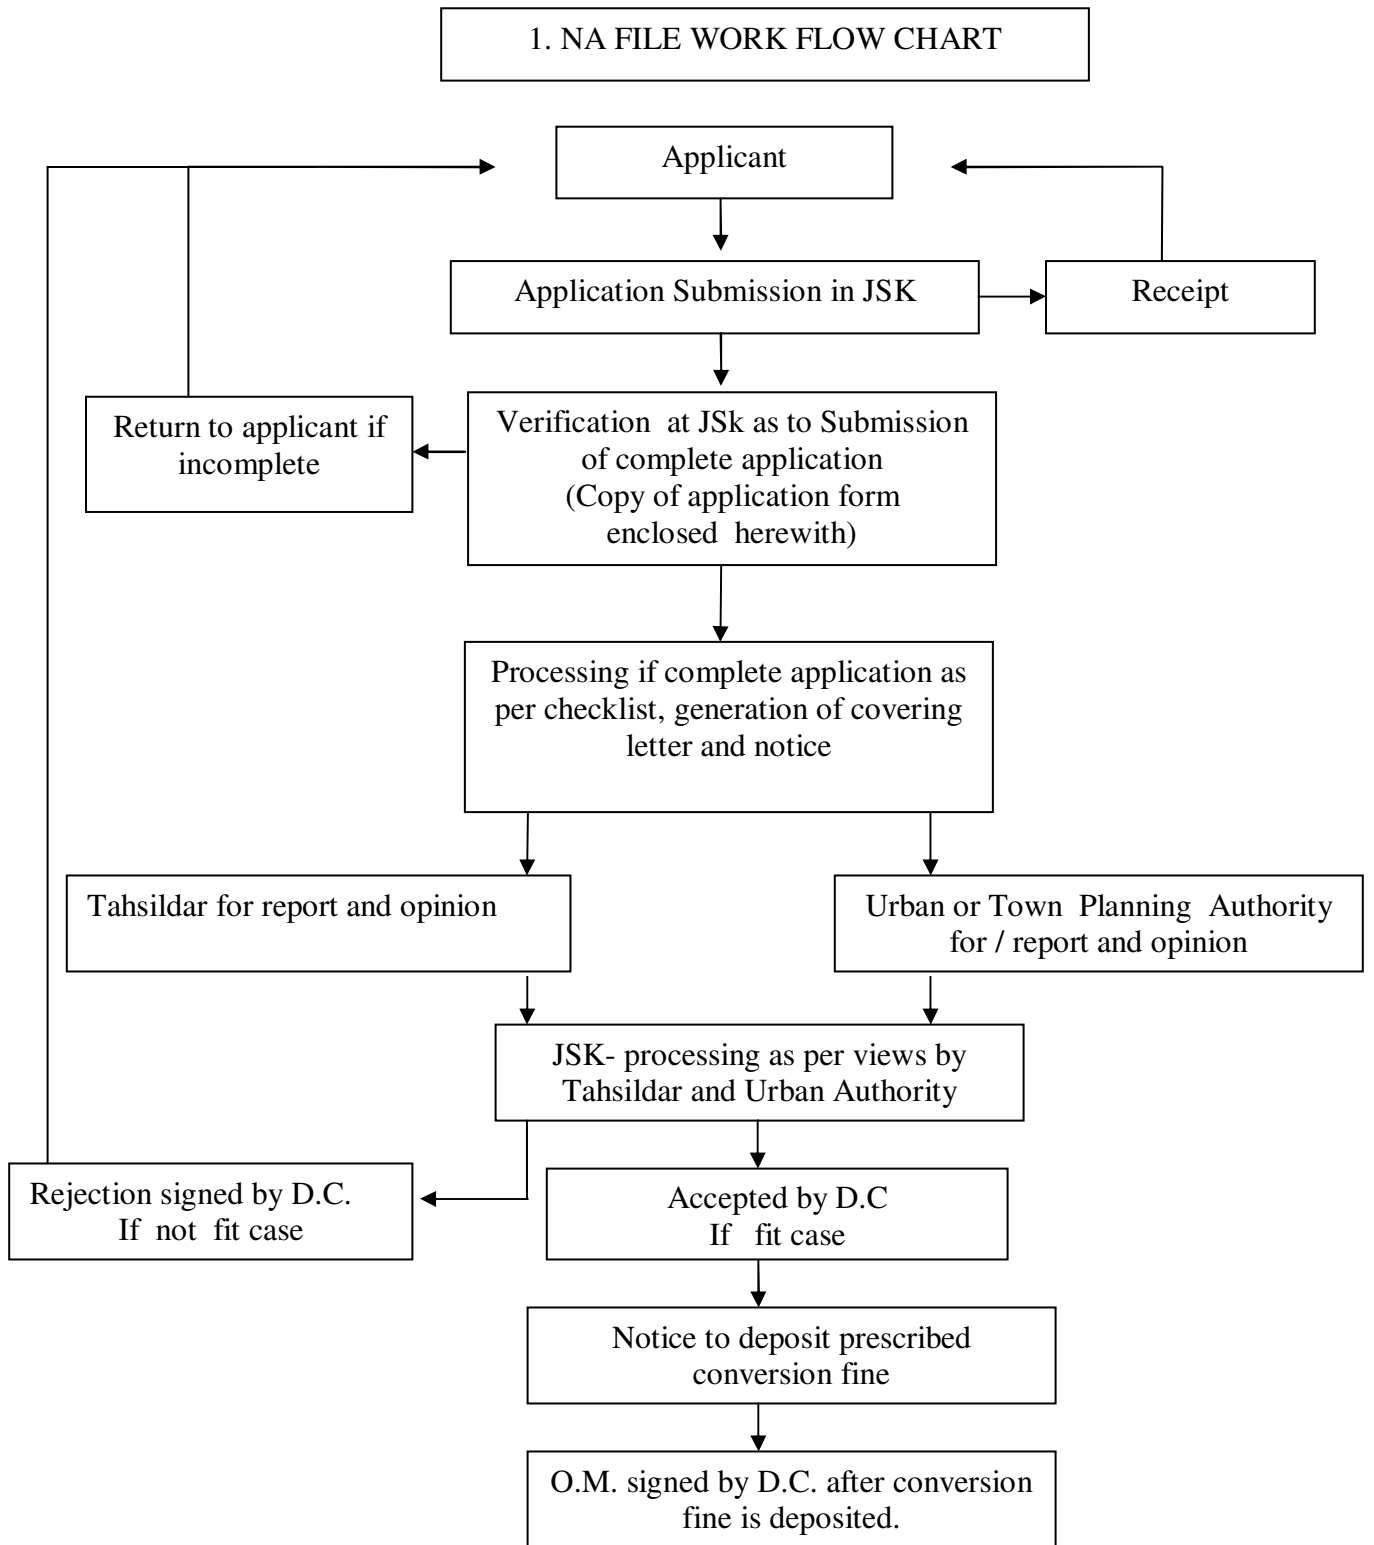 1. NA FILE WORK FLOW CHART
Applicant
Application Submission in JSK
Receipt
Return to applicant if
incomplete
Verification at JSk as to Submission
of complete application
(Copy of application form
enclosed herewith)
Processing if complete application as
per checklist, generation of covering
letter and notice
Tahsildar for report and opinion
Urban or Town Planning Authority
for / report and opinion
JSK- processing as per views by
Tahsildar and Urban Authority
Rejection signed by D.C.
If not fit case
Accepted by D.C
If fit case
Notice to deposit prescribed
conversion fine
O.M. signed by D.C. after conversion
fine is deposited.